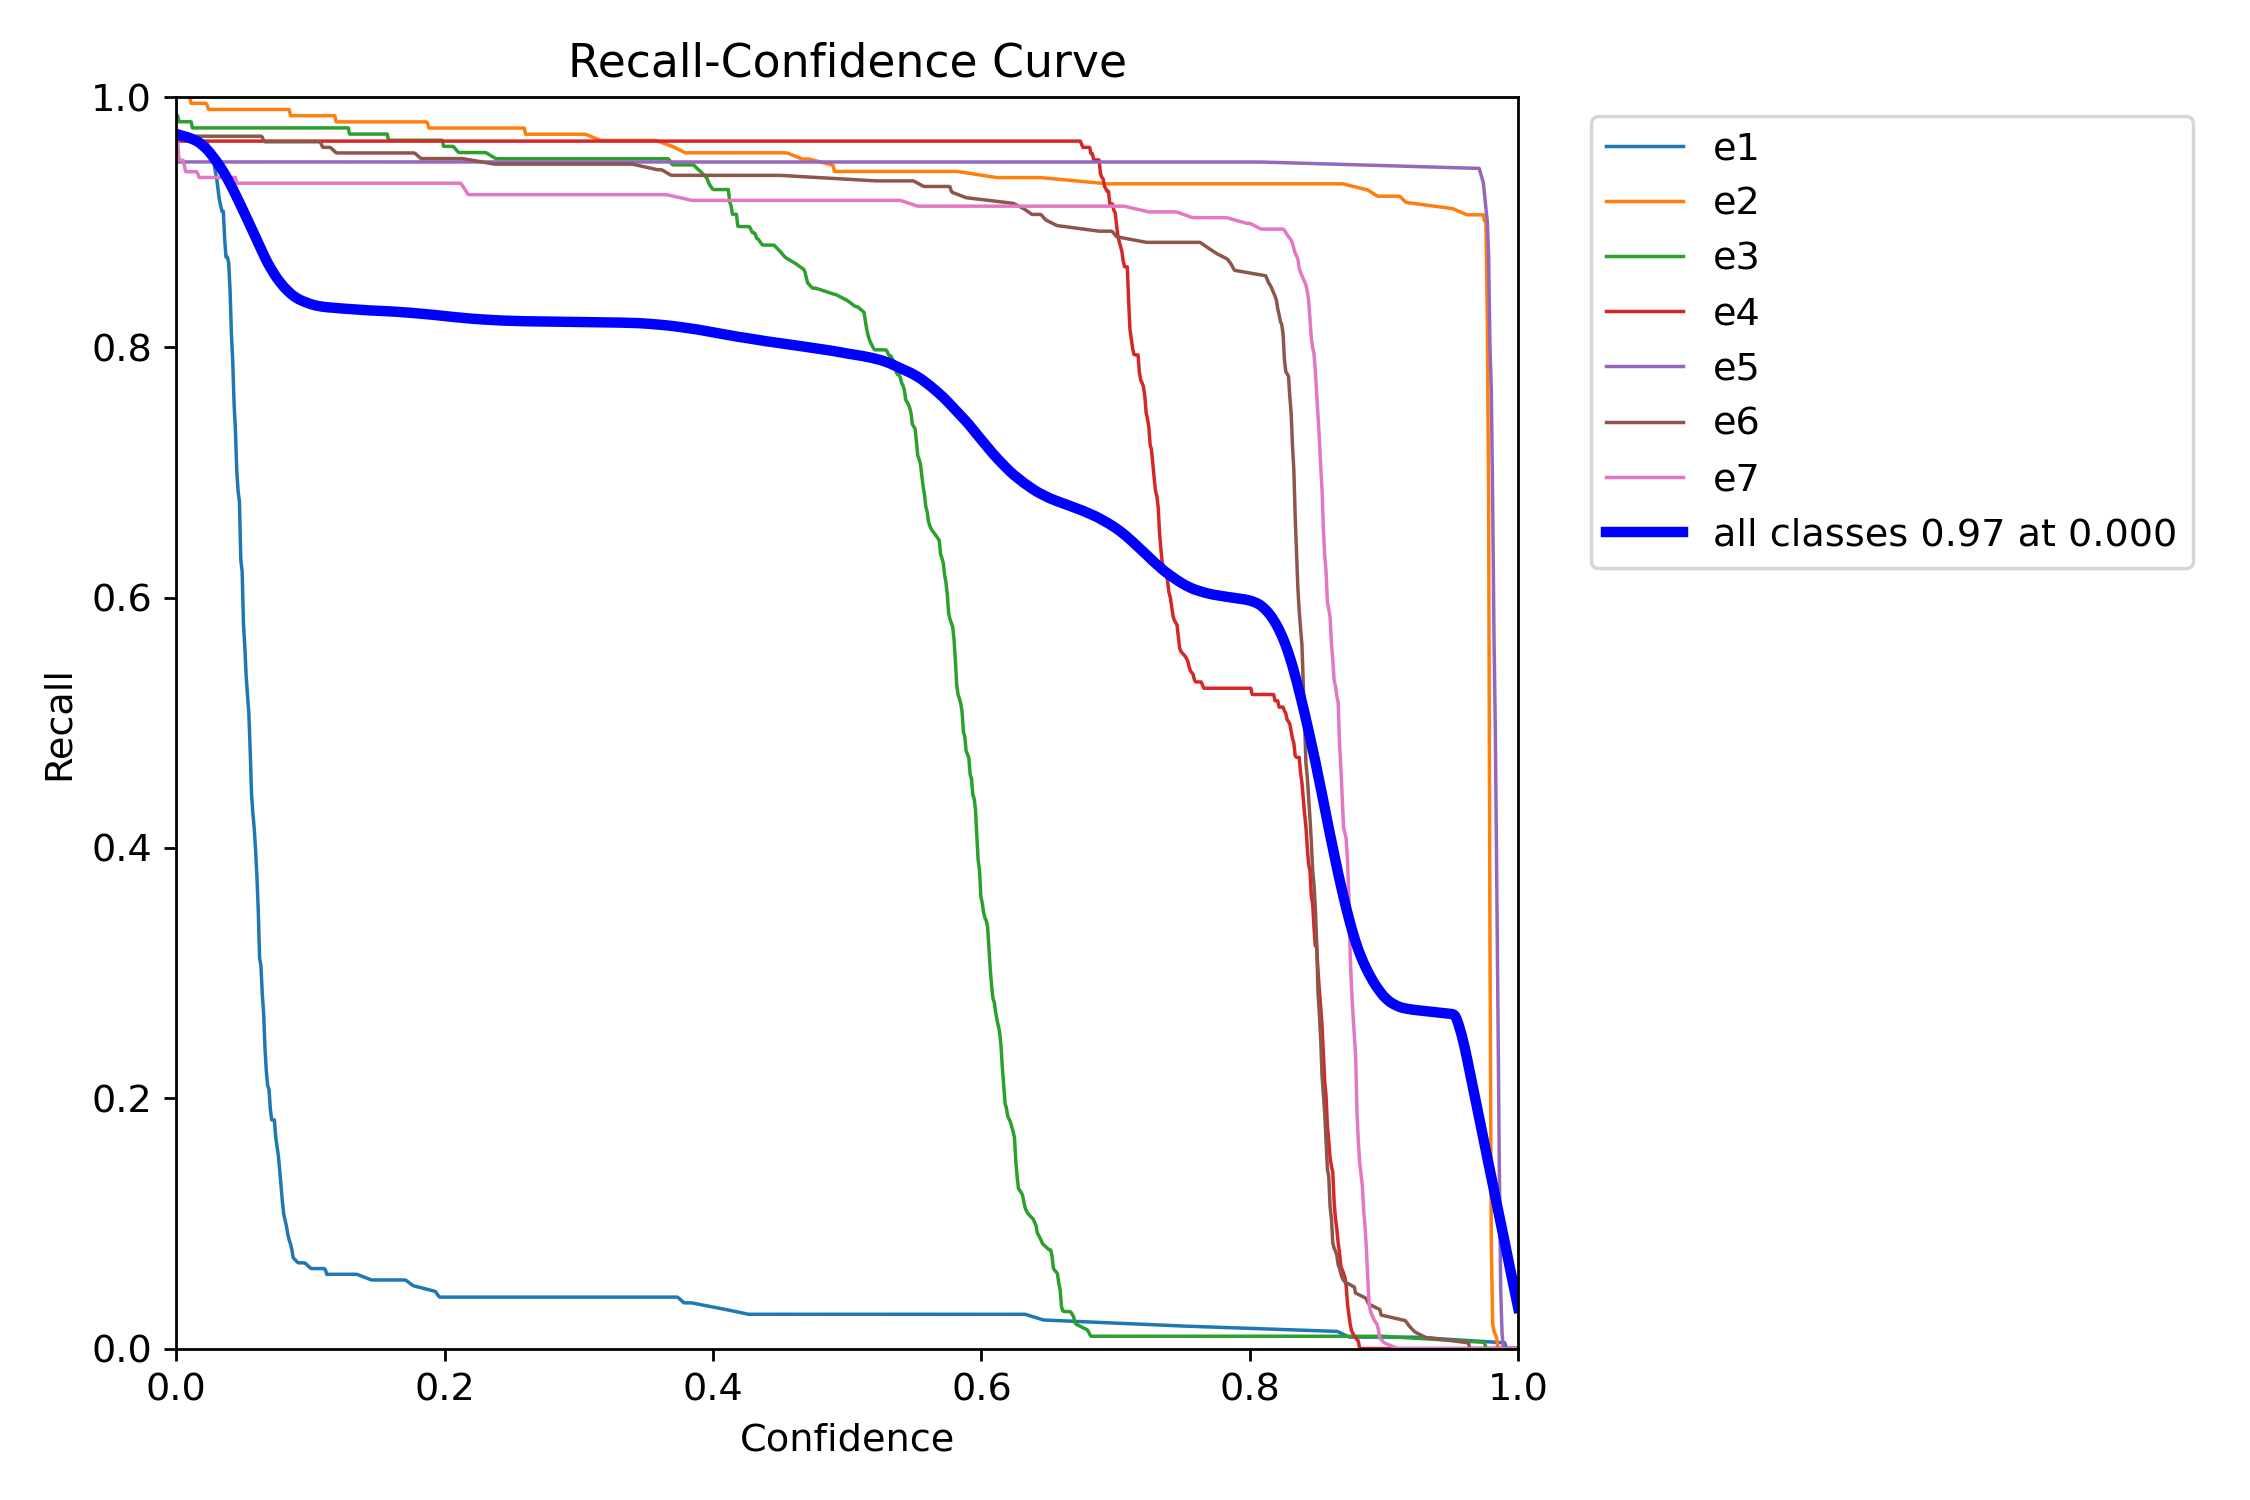 Recall-Confidence Curve
1.0
0.8
0.6
0.4
0.2
0.0
Recall
0.0 0.2 0.4 0.6 0.8 1.0
Confidence
e1
e2
e3
e4
e5
e6
e7
all classes 0.97 at 0.000